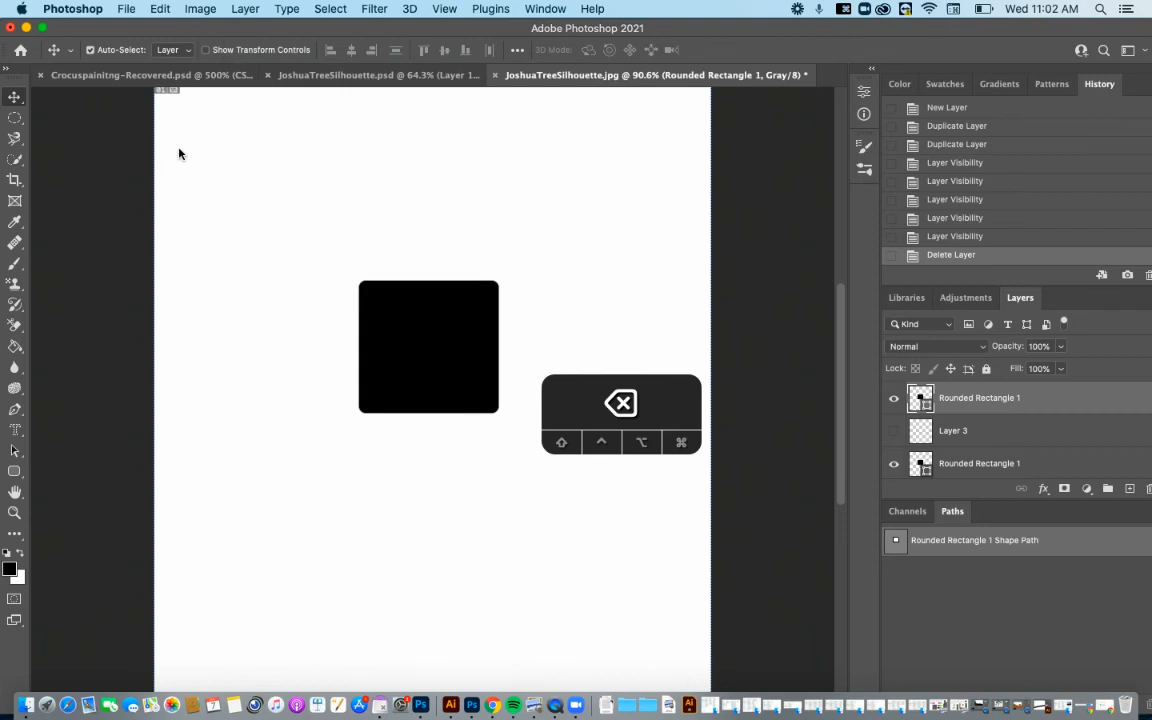 Photoshop File Edit Image Layer Type Select Filter 3D View Plugins Window Help Wed 11:02 AM
Adobe Photoshop 2021
Auto-Select: Layer Show Transform Controls 3D Mode:
Crocuspainitng-Recovered.psd @ 500% (CS... JoshuaTreeSilhouette.psd @ 64.3% (Layer 1... JoshuaTreeSilhouette.jpg @ 90.6% (Rounded Rectangle 1, Gray/8) *
Color Swatches Gradients Patterns History
01
New Layer
Duplicate Layer
Duplicate Layer
Layer Visibility
Layer Visibility
Layer Visibility
Layer Visibility
Layer Visibility
Delete Layer
Libraries Adjustments Layers
Kind
Normal Opacity: 100%
Lock: Fill: 100%
Rounded Rectangle 1
Layer 3
Rounded Rectangle 1
Channels Paths
Rounded Rectangle 1 Shape Path